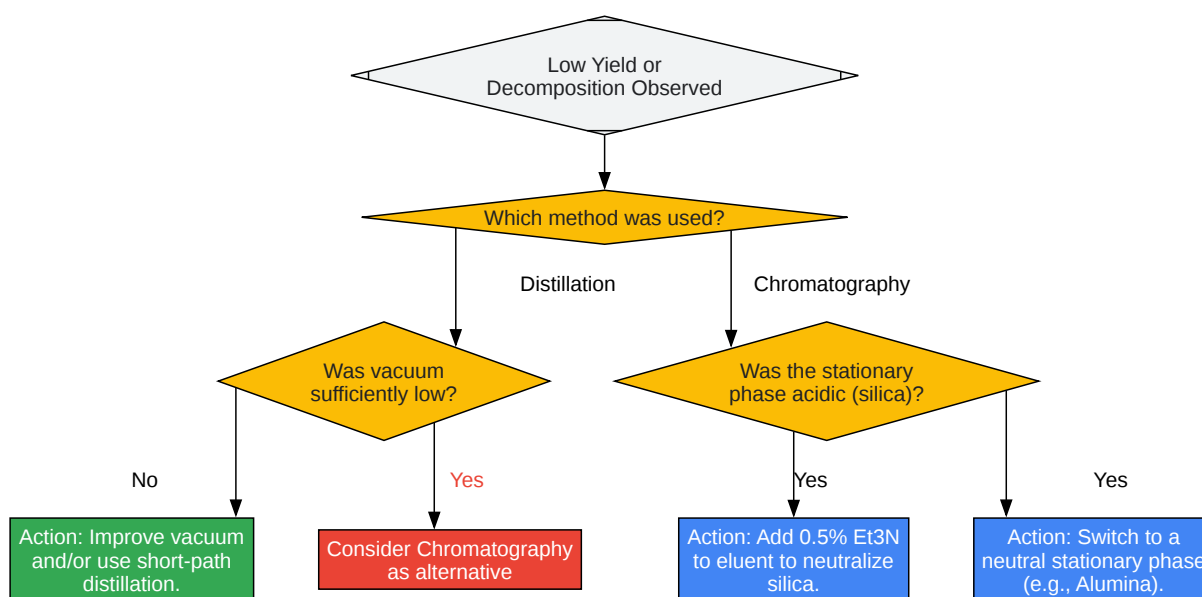 Low Yield or
Decomposition Observed
Which method was used?
Distillation
Chromatography
Was vacuum
sufficiently low?
Was the stationary
phase acidic (silica)?
No
Yes
Yes
Yes
Action: Improve vacuum
and/or use short-path
distillation.
Consider Chromatography
as alternative
Action: Add 0.5% Et3N
to eluent to neutralize
silica.
Action: Switch to a
neutral stationary phase
(e.g., Alumina).